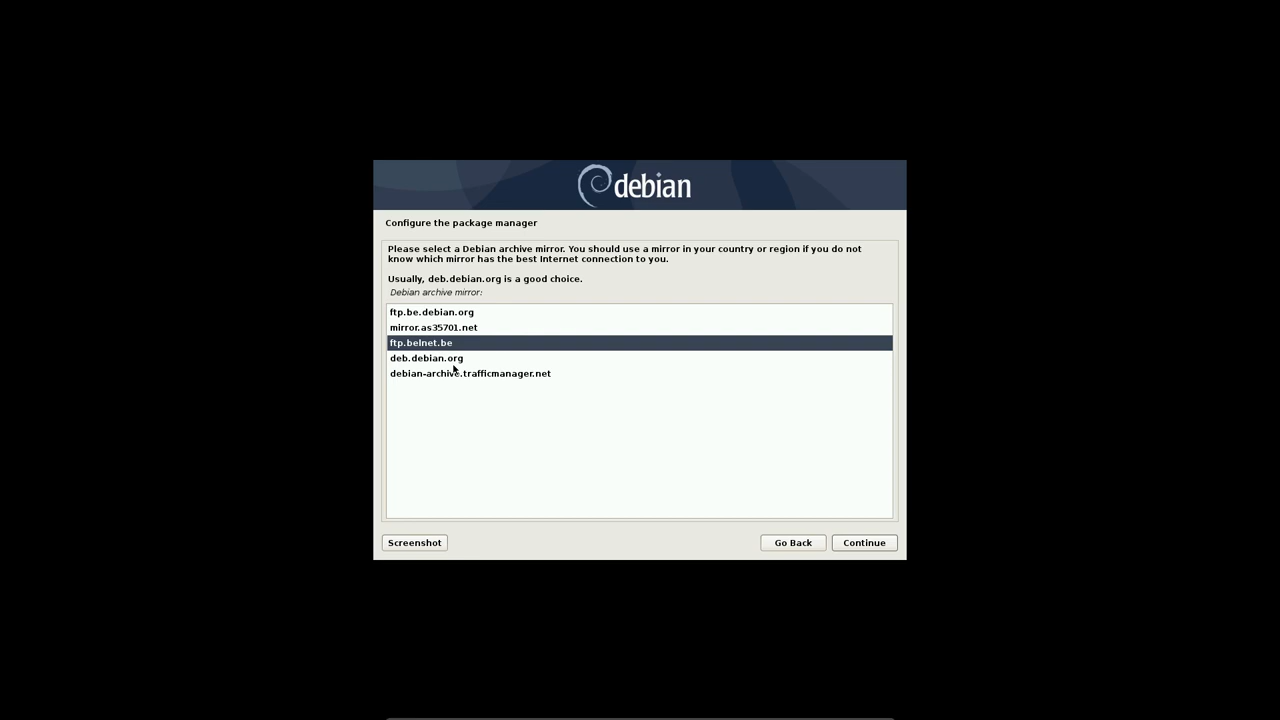 debian
Configure the package manager
Please select a Debian archive mirror. You should use a mirror in your country or region if you do not
know which mirror has the best Internet connection to you.
Usually, deb.debian.org is a good choice.
Debian archive mirror:
ftp.be.debian.org
mirror.as35701.net
ftp.belnet.be
deb.debian.org
debian-archive.trafficmanager.net
Screenshot
Go Back
Continue